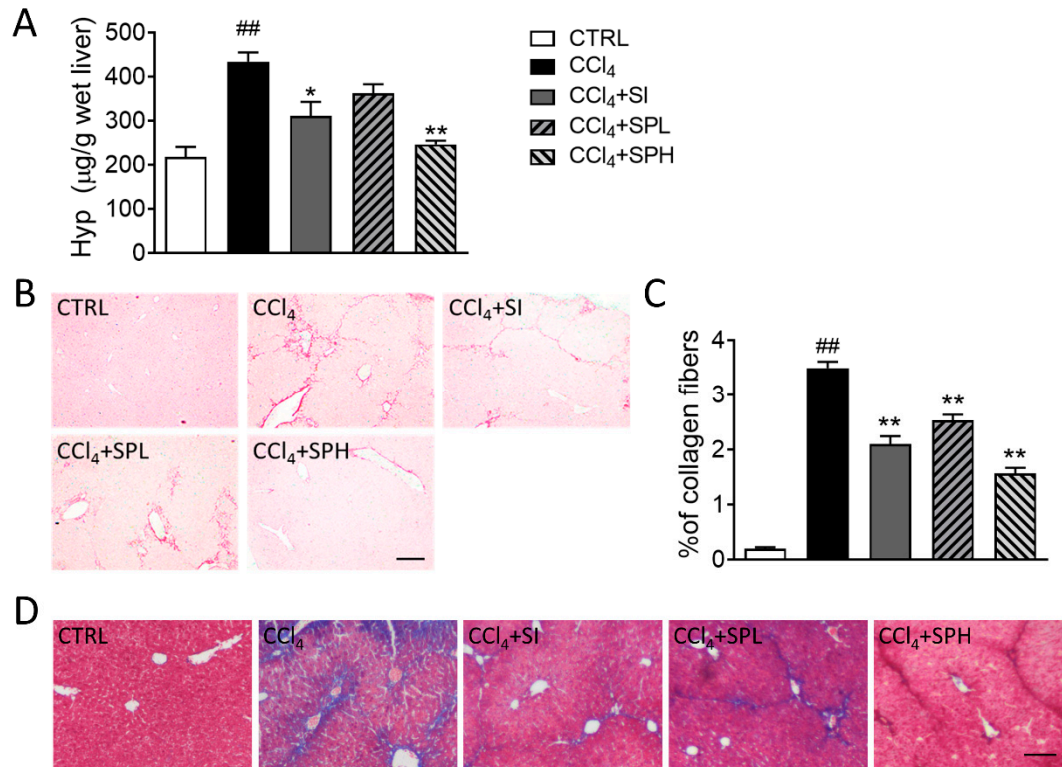 A
Hyp (μg/g wet liver)
500
400
300
200
100
0
##
*
**
CTRL
CCl₄
CCl₄+SI
CCl₄+SPL
CCl₄+SPH
B
CTRL
CCl₄
CCl₄+SI
CCl₄+SPL
CCl₄+SPH
C
%of collagen fibers
4
3
2
1
0
##
**
**
**
D
CTRL
CCl₄
CCl₄+SI
CCl₄+SPL
CCl₄+SPH